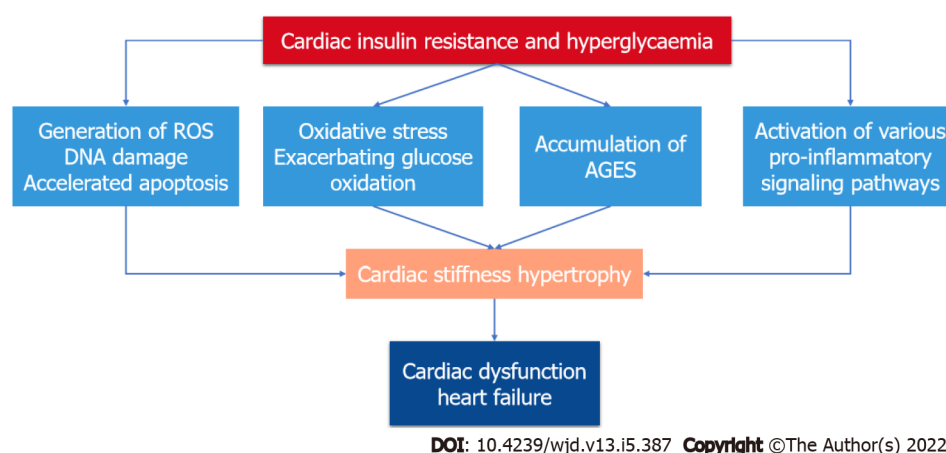 Cardiac insulin resistance and hyperglycaemia
Generation of ROS
DNA damage
Accelerated apoptosis
Oxidative stress
Exacerbating glucose
oxidation
Accumulation of
AGES
Activation of various
pro-inflammatory
signaling pathways
Cardiac stiffness hypertrophy
Cardiac dysfunction
heart failure
DOI: 10.4239/wjd.v13.i5.387 Copyright ©The Author(s) 2022